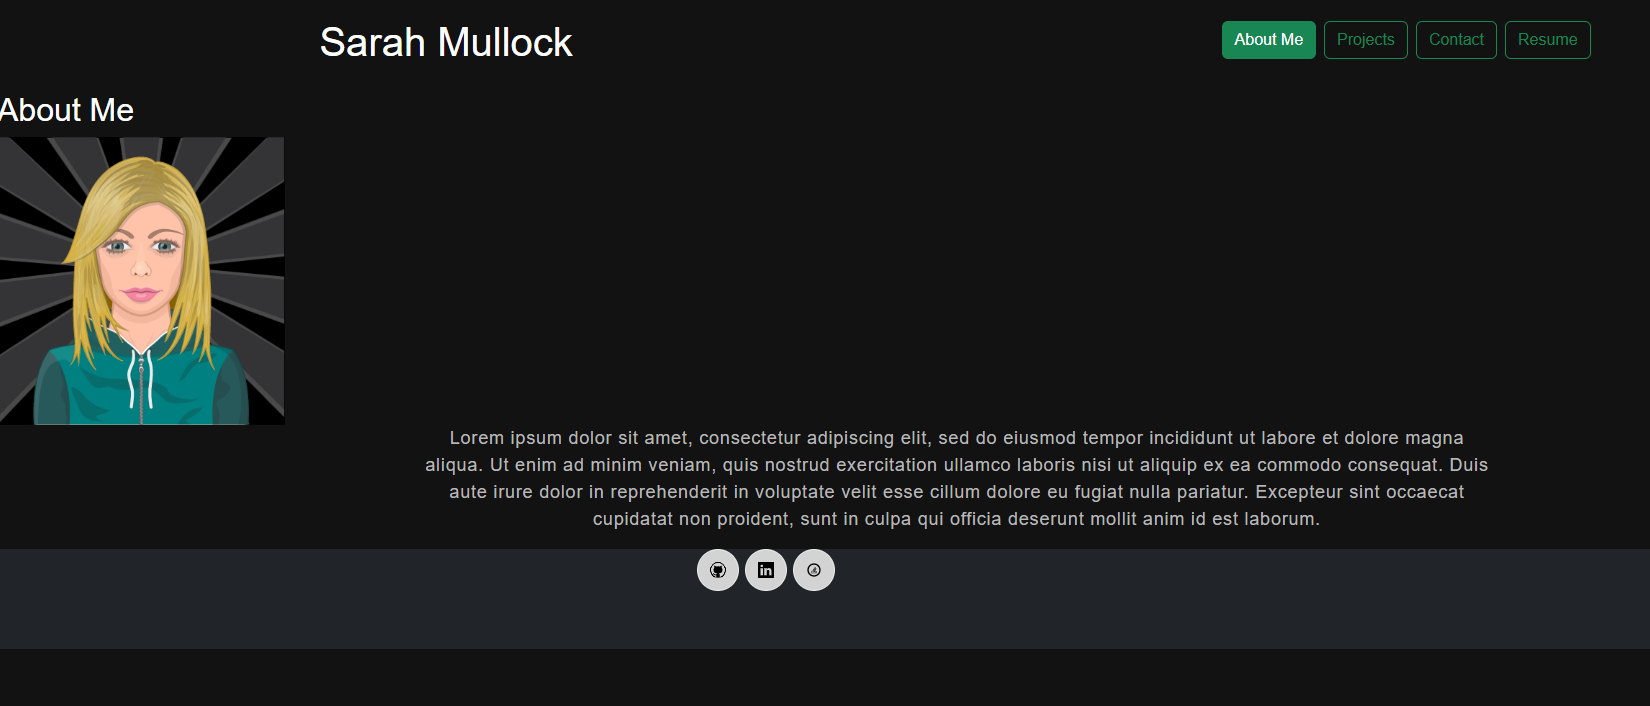 Sarah Mullock
About Me
Projects
Contact
Resume
About Me
Lorem ipsum dolor sit amet, consectetur adipiscing elit, sed do eiusmod tempor incididunt ut labore et dolore magna
aliqua. Ut enim ad minim veniam, quis nostrud exercitation ullamco laboris nisi ut aliquip ex ea commodo consequat. Duis
aute irure dolor in reprehenderit in voluptate velit esse cillum dolore eu fugiat nulla pariatur. Excepteur sint occaecat
cupidatat non proident, sunt in culpa qui officia deserunt mollit anim id est laborum.
in